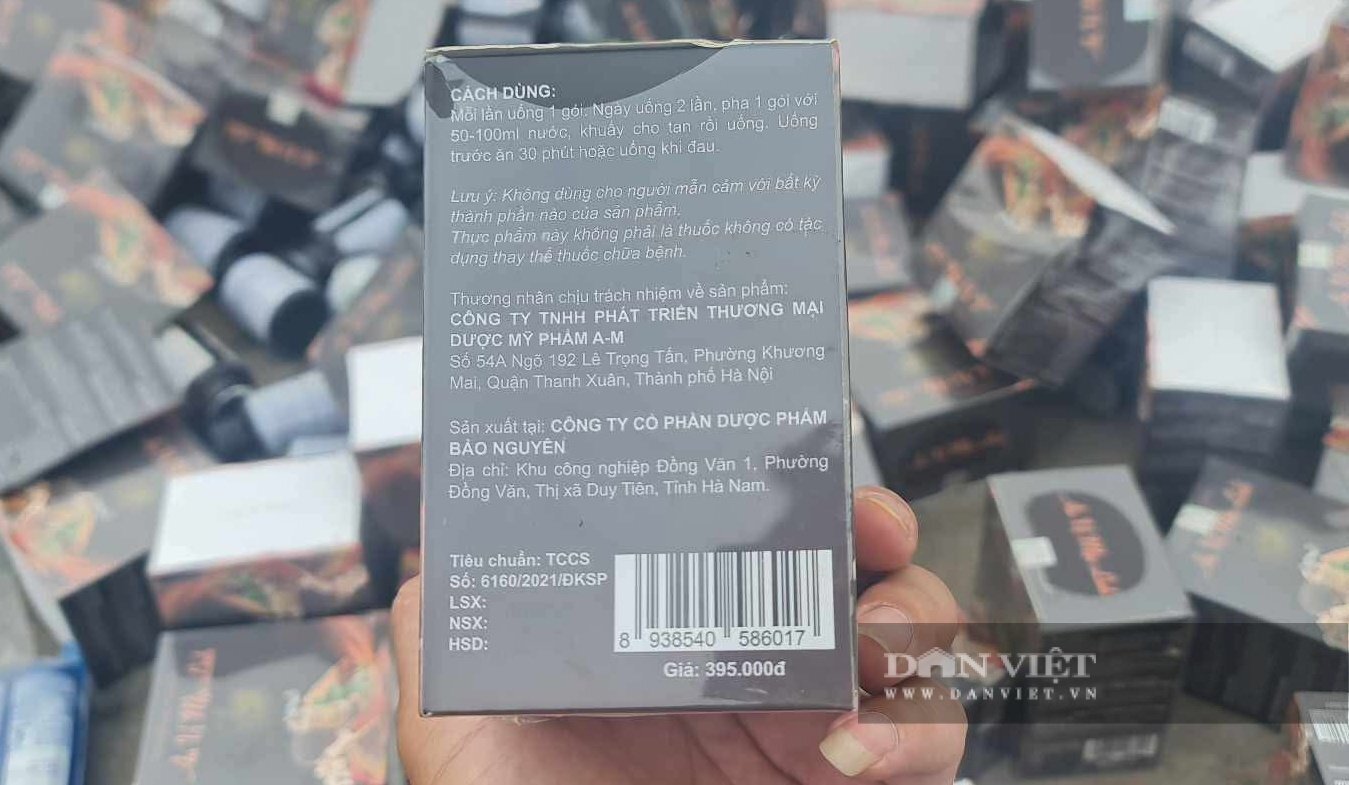 CÁCH DÙNG:
Mỗi lần uống 1 gói. Ngày uống 2 lần, pha 1 gói với
50-100ml nước, khuấy cho tan rồi uống. Uống
trước ăn 30 phút hoặc uống khi đau.
Lưu ý: Không dùng cho người mẫn cảm với bất kỳ
thành phần nào của sản phẩm.
Thực phẩm này không phải là thuốc không có tác
dụng thay thế thuốc chữa bệnh.
Thương nhân chịu trách nhiệm về sản phẩm:
CÔNG TY TNHH PHÁT TRIỂN THƯƠNG MẠI
DƯỢC MỸ PHẨM A-M
Số 54A Ngõ 192 Lê Trọng Tấn, Phường Khương
Mai, Quận Thanh Xuân, Thành phố Hà Nội
Sản xuất tại: CÔNG TY CỔ PHẦN DƯỢC PHẨM
BẢO NGUYÊN
Địa chỉ: Khu công nghiệp Đồng Văn 1, Phường
Đồng Văn, Thị xã Duy Tiên, Tỉnh Hà Nam.
Tiêu chuẩn: TCCS
Số: 6160/2021/ĐKSP
LSX:
NSX:
HSD:
8 938540 586017
Giá: 395.000đ
DÂN VIỆT
WWW.DANVIET.VN